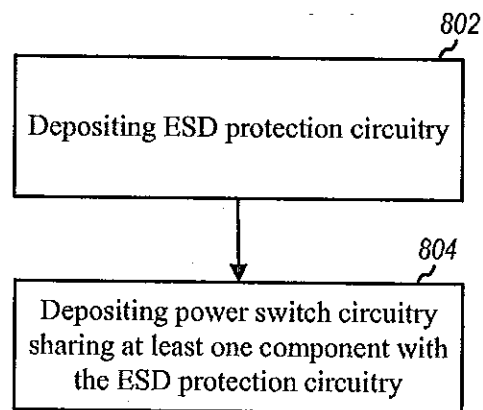 802
Depositing ESD protection circuitry
804
Depositing power switch circuitry
sharing at least one component with
the ESD protection circuitry